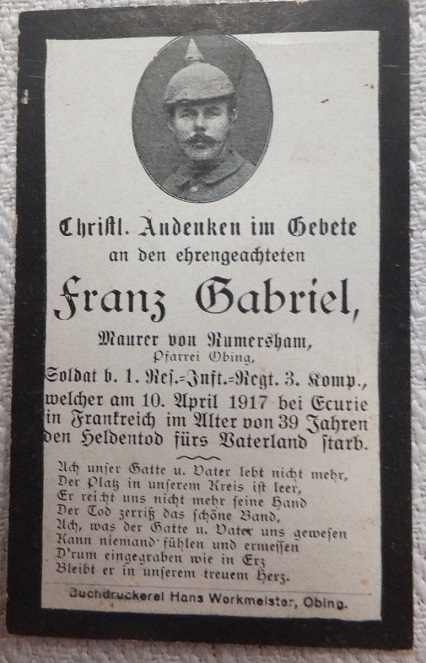 Christl. Andenken im Gebete
an den ehrengeachteten
Franz Gabriel,
Maurer von Rumersham,
Pfarrei Obing,
Soldat b. 1. Res.-Inft.-Regt. 3. Komp.,
welcher am 10. April 1917 bei Ecurie
in Frankreich im Alter von 39 Jahren
den Heldentod fürs Vaterland starb.
Ach unser Gatte u. Vater lebt nicht mehr,
Der Platz in unserem Kreis ist leer,
Er reicht uns nicht mehr seine Hand
Der Tod zerriß das schöne Band,
Ach, was der Gatte u. Vater uns gewesen
Kann niemand fühlen und ermessen
D'rum eingegraben wie in Erz
Bleibt er in unserem treuem Herz.
Buchdruckerei Hans Workmeister, Obing.